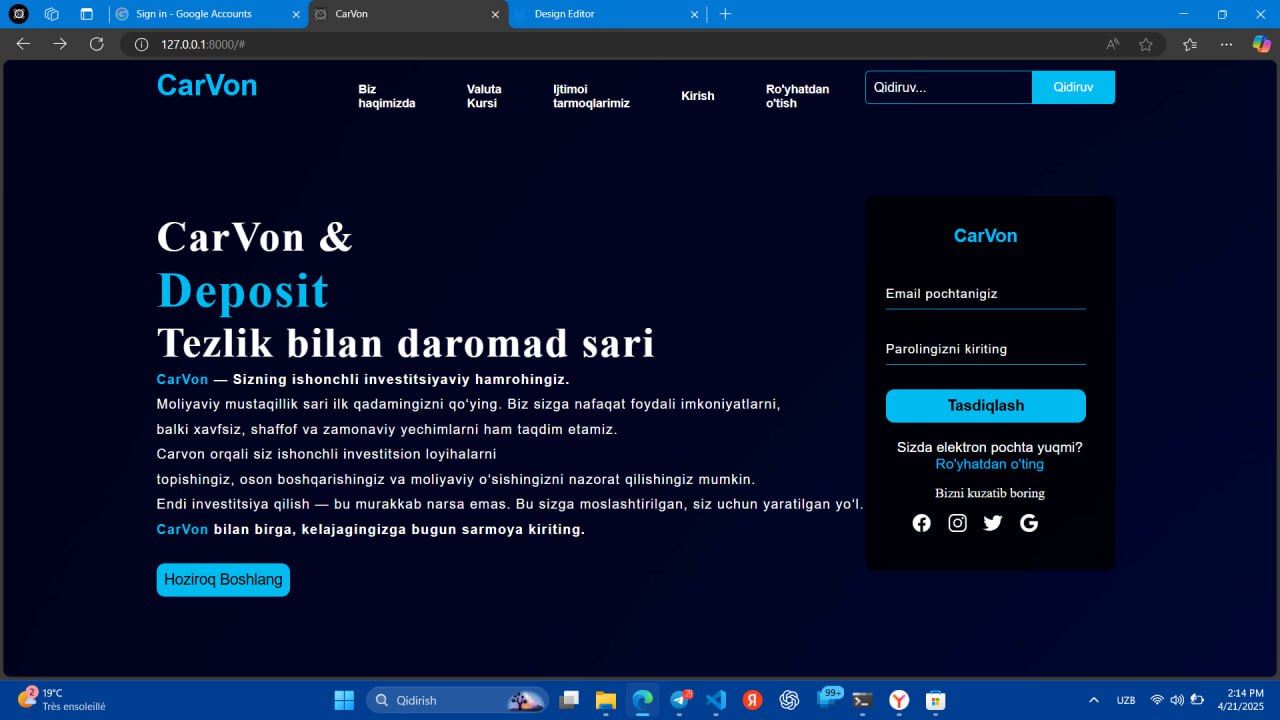 Sign in - Google Accounts
CarVon
Design Editor
127.0.0.1:8000/#
CarVon
Biz haqimizda
Valuta Kursi
Ijtimoi tarmoqlarimiz
Kirish
Ro'yhatdan o'tish
Qidiruv...
Qidiruv
CarVon &
Deposit
Tezlik bilan daromad sari
CarVon — Sizning ishonchli investitsiyaviy hamrohingiz.
Moliyaviy mustaqillik sari ilk qadamingizni qo‘ying. Biz sizga nafaqat foydali imkoniyatlarni,
balki xavfsiz, shaffof va zamonaviy yechimlarni ham taqdim etamiz.
Carvon orqali siz ishonchli investitsion loyihalarni
topishingiz, oson boshqarishingiz va moliyaviy o‘sishingizni nazorat qilishingiz mumkin.
Endi investitsiya qilish — bu murakkab narsa emas. Bu sizga moslashtirilgan, siz uchun yaratilgan yo‘l.
CarVon bilan birga, kelajagingizga bugun sarmoya kiriting.
Hoziroq Boshlang
CarVon
Email pochtanigiz
Parolingizni kiriting
Tasdiqlash
Sizda elektron pochta yuqmi?
Ro'yhatdan o'ting
Bizni kuzatib boring
2
19°C
Très ensoleillé
Qidirish
99+
UZB
2:14 PM
4/21/2025